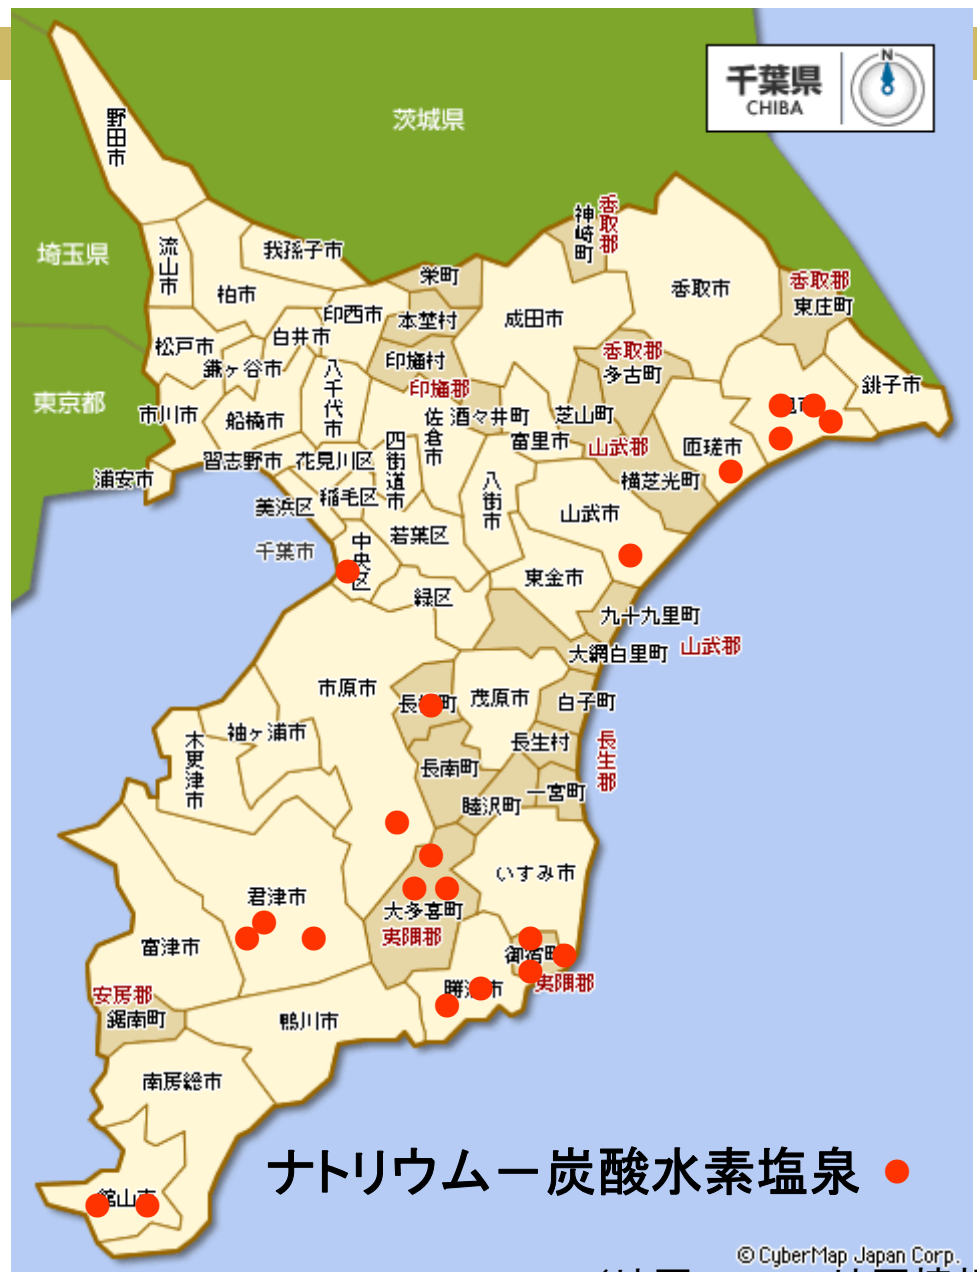 千葉県
CHIBA
N
茨城県
埼玉県
東京都
野田市
流山市
柏市
我孫子市
栄町
神崎町
香取郡
香取市
香取郡
東庄町
印西市
本埜村
成田市
白井市
松戸市
鎌ヶ谷市
印旛村
印旛郡
香取郡
多古町
銚子市
八千代市
市川市
船橋市
佐倉市
酒々井町
芝山町
富里市
山武郡
匝瑳市
四街道市
習志野市
花見川区
浦安市
稲毛区
美浜区
八街市
横芝光町
山武市
千葉市
中央区
若葉区
緑区
東金市
九十九里町
大網白里町
山武郡
市原市
茂原市
白子町
袖ヶ浦市
木更津市
長南町
長生村
長生郡
睦沢町
一宮町
いすみ市
君津市
大多喜町
夷隅郡
富津市
夷隅郡
安房郡
鋸南町
鴨川市
南房総市
ナトリウム－炭酸水素塩泉
© CyberMap Japan Corp.